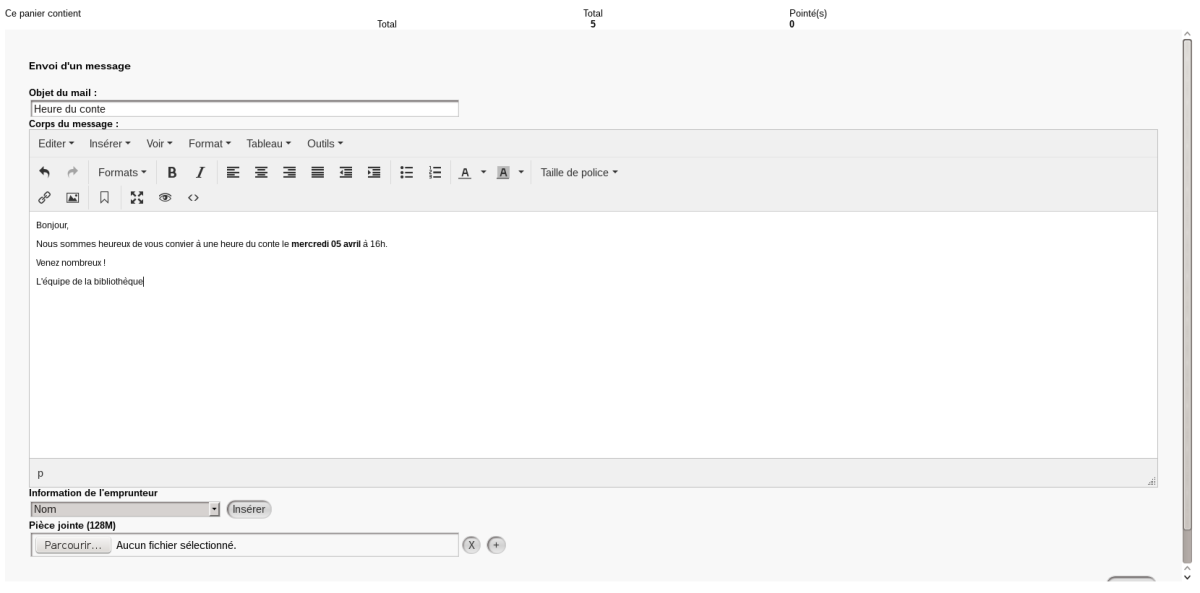 Ce panier contient Total Pointé(s)
Total 5 0
Envoi d'un message
Objet du mail :
Heure du conte
Corps du message :
Editer Insérer Voir Format Tableau Outils
Formats B I A A Taille de police
Bonjour,
Nous sommes heureux de vous convier à une heure du conte le mercredi 05 avril à 16h.
Venez nombreux !
L'équipe de la bibliothèque
p
Information de l'emprunteur
Nom Insérer
Pièce jointe (128M)
Parcourir... Aucun fichier sélectionné. X +